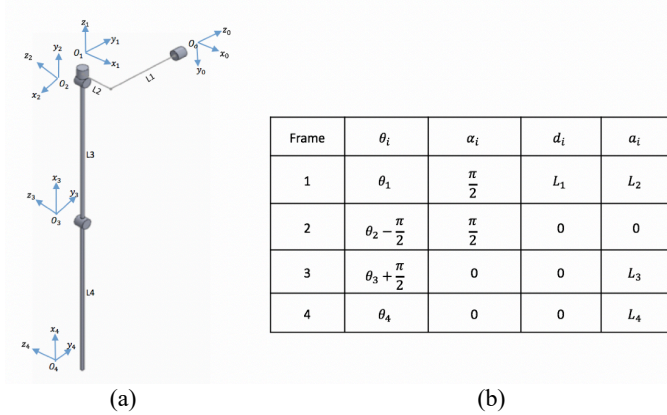 z₁
y₁
x₁
O₁
z₀
x₀
y₀
O₀
y₂
z₂
x₂
O₂
L2
L1
L3
x₃
y₃
z₃
O₃
L4
x₄
z₄
y₄
O₄
(a)
Frame θᵢ αᵢ dᵢ aᵢ
1 θ₁ π/2 L₁ L₂
2 θ₂ − π/2 π/2 0 0
3 θ₃ + π/2 0 0 L₃
4 θ₄ 0 0 L₄
(b)